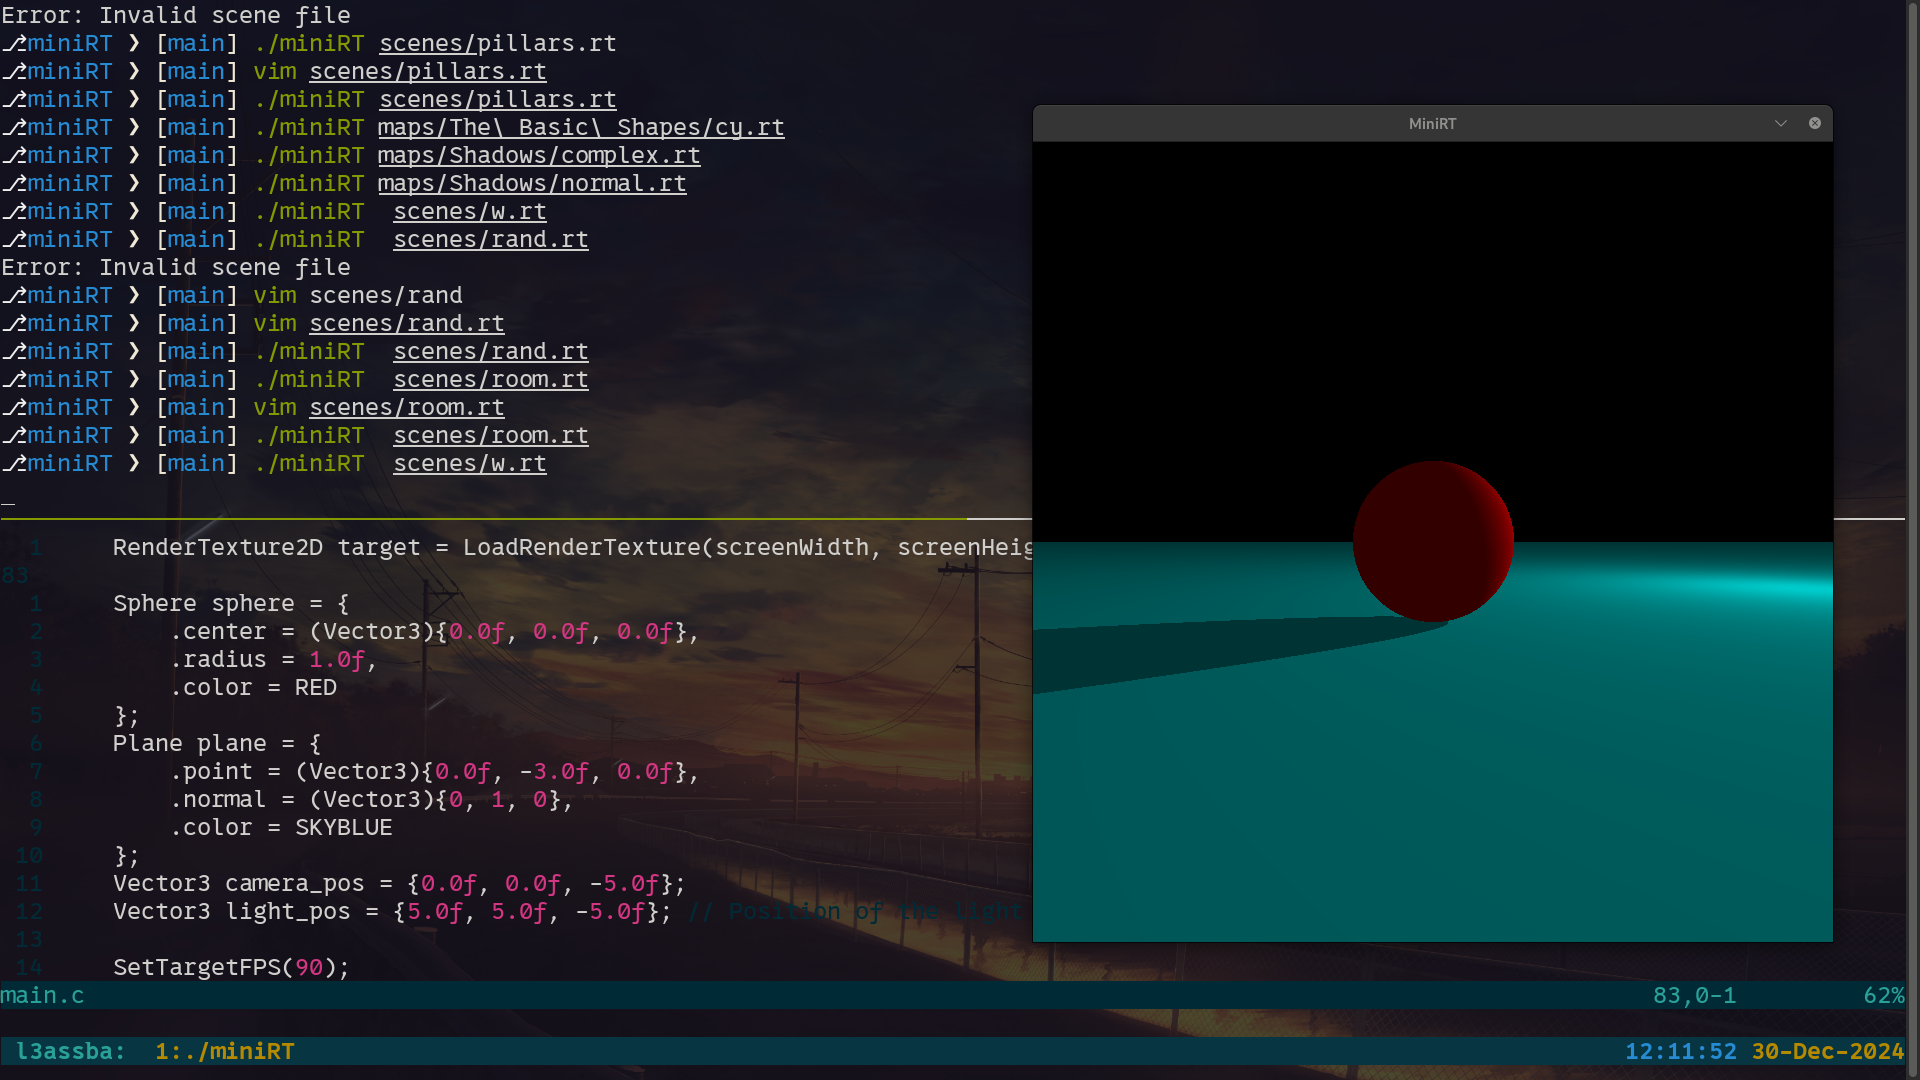 Error: Invalid scene file
⎇miniRT ❯ [main] ./miniRT scenes/pillars.rt
⎇miniRT ❯ [main] vim scenes/pillars.rt
⎇miniRT ❯ [main] ./miniRT scenes/pillars.rt
⎇miniRT ❯ [main] ./miniRT maps/The\ Basic\ Shapes/cy.rt
⎇miniRT ❯ [main] ./miniRT maps/Shadows/complex.rt
⎇miniRT ❯ [main] ./miniRT maps/Shadows/normal.rt
⎇miniRT ❯ [main] ./miniRT  scenes/w.rt
⎇miniRT ❯ [main] ./miniRT  scenes/rand.rt
Error: Invalid scene file
⎇miniRT ❯ [main] vim scenes/rand
⎇miniRT ❯ [main] vim scenes/rand.rt
⎇miniRT ❯ [main] ./miniRT  scenes/rand.rt
⎇miniRT ❯ [main] ./miniRT  scenes/room.rt
⎇miniRT ❯ [main] vim scenes/room.rt
⎇miniRT ❯ [main] ./miniRT  scenes/room.rt
⎇miniRT ❯ [main] ./miniRT  scenes/w.rt
_
MiniRT
1     RenderTexture2D target = LoadRenderTexture(screenWidth, screenHeig
83
1     Sphere sphere = {
2         .center = (Vector3){0.0f, 0.0f, 0.0f},
3         .radius = 1.0f,
4         .color = RED
5     };
6     Plane plane = {
7         .point = (Vector3){0.0f, -3.0f, 0.0f},
8         .normal = (Vector3){0, 1, 0},
9         .color = SKYBLUE
10     };
11     Vector3 camera_pos = {0.0f, 0.0f, -5.0f};
12     Vector3 light_pos = {5.0f, 5.0f, -5.0f}; // Position of the light
13
14     SetTargetFPS(90);
main.c 83,0-1 62%
l3assba: 1:./miniRT 12:11:52 30-Dec-2024